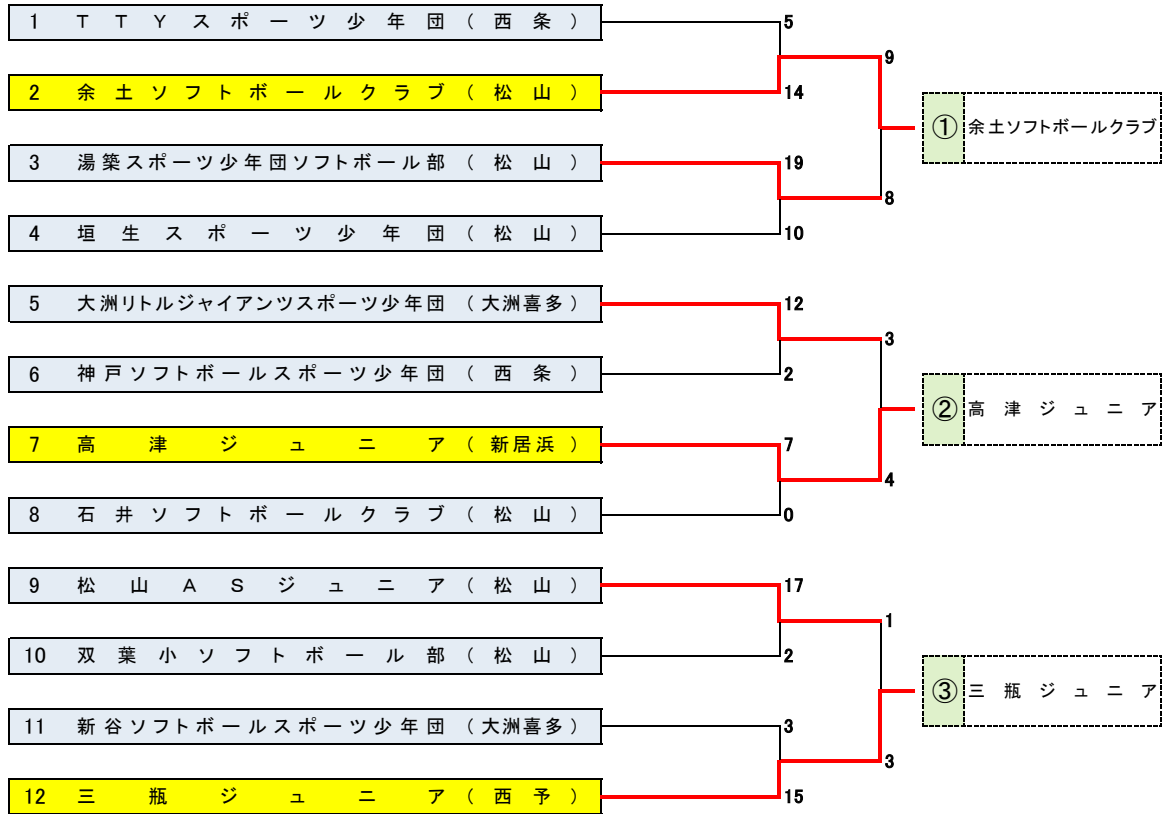 1 TTYスポーツ少年団(西条) 5
9
2 余土ソフトボールクラブ(松山) 14
① 余土ソフトボールクラブ
3 湯築スポーツ少年団ソフトボール部(松山) 19
8
4 垣生スポーツ少年団(松山) 10
5 大洲リトルジャイアンツスポーツ少年団(大洲喜多) 12
3
6 神戸ソフトボールスポーツ少年団(西条) 2
② 高津ジュニア
7 高津ジュニア(新居浜) 7
4
8 石井ソフトボールクラブ(松山) 0
9 松山ASジュニア(松山) 17
1
10 双葉小ソフトボール部(松山) 2
③ 三瓶ジュニア
11 新谷ソフトボールスポーツ少年団(大洲喜多) 3
3
12 三瓶ジュニア(西予) 15